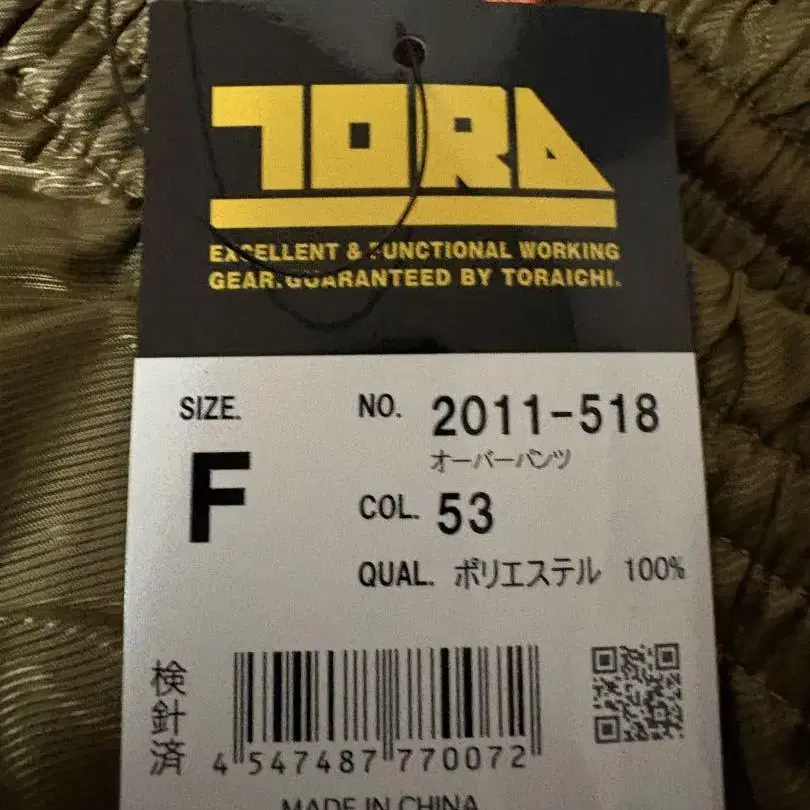 TORA
EXCELLENT & FUNCTIONAL WORKING
GEAR.GUARANTEED BY TORAICHI.
SIZE.
F
NO. 2011-518
オーバーパンツ
COL. 53
QUAL. ポリエステル 100%
検針済
4 547487 770072
MADE IN CHINA